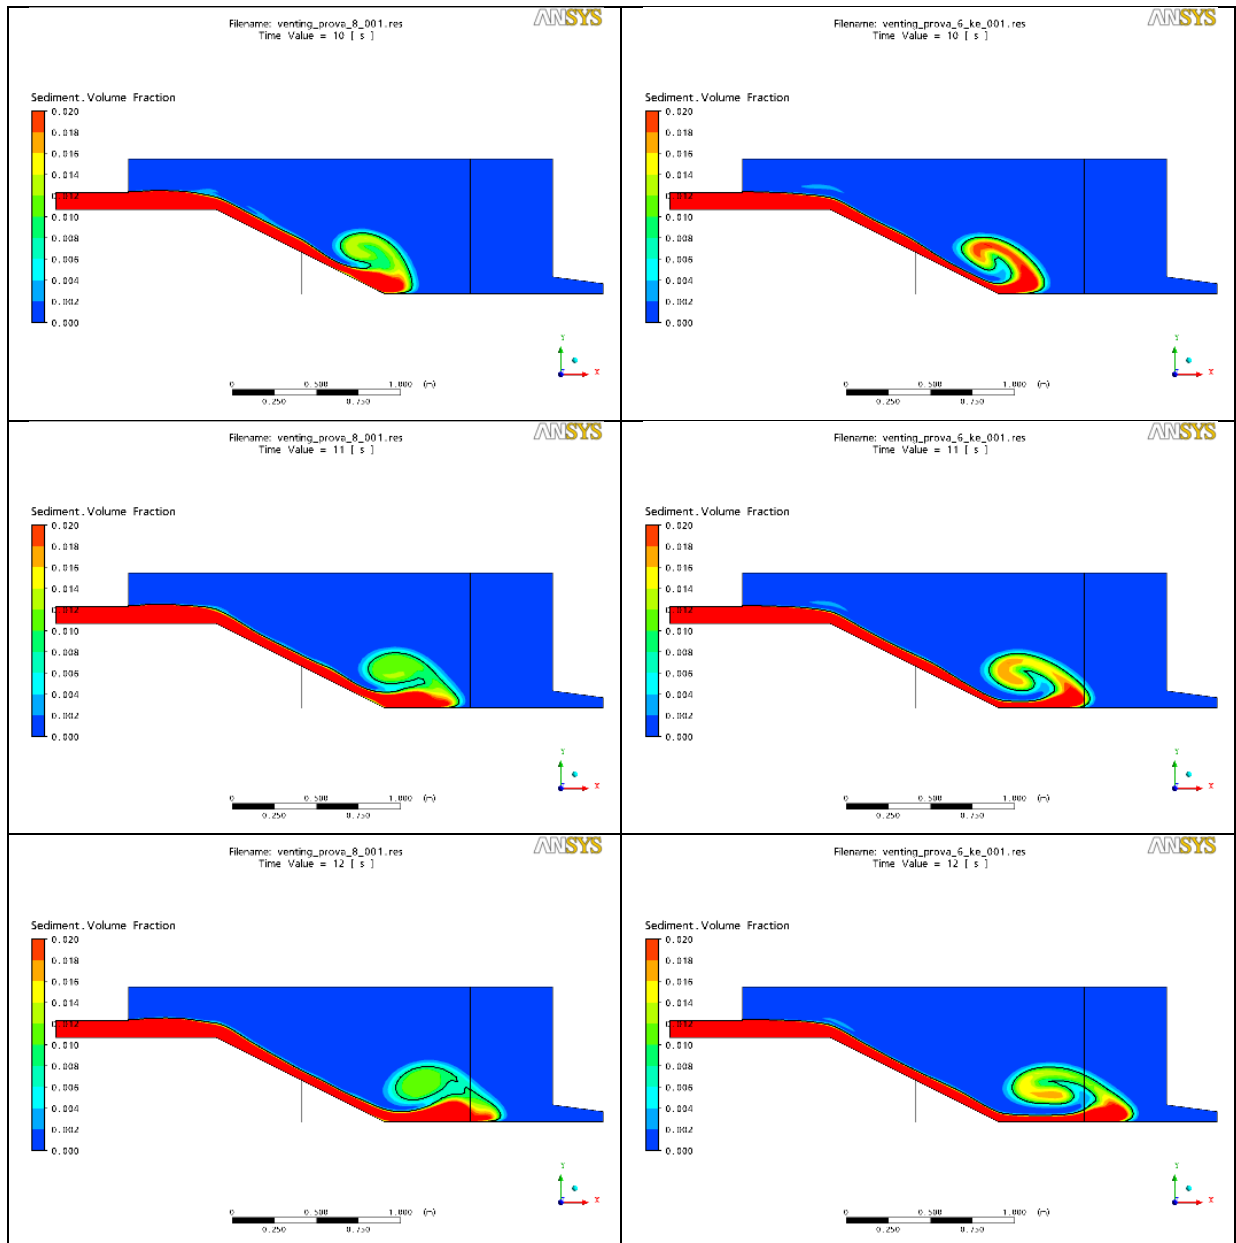 ANSYS
Filename: venting_prova_8_001.res
Time Value = 10 [ s ]
Sediment.Volume Fraction
0.020
0.018
0.016
0.014
0.012
0.010
0.008
0.006
0.004
0.002
0.000
Y
X
0 0.500 1.000 (m)
0.250 0.750
ANSYS
Filename: venting_prova_6_ke_001.res
Time Value = 10 [ s ]
Sediment.Volume Fraction
0.020
0.018
0.016
0.014
0.012
0.010
0.008
0.006
0.004
0.002
0.000
Y
X
0 0.500 1.000 (m)
0.250 0.750
ANSYS
Filename: venting_prova_8_001.res
Time Value = 11 [ s ]
Sediment.Volume Fraction
0.020
0.018
0.016
0.014
0.012
0.010
0.008
0.006
0.004
0.002
0.000
Y
X
0 0.500 1.000 (m)
0.250 0.750
ANSYS
Filename: venting_prova_6_ke_001.res
Time Value = 11 [ s ]
Sediment.Volume Fraction
0.020
0.018
0.016
0.014
0.012
0.010
0.008
0.006
0.004
0.002
0.000
Y
X
0 0.500 1.000 (m)
0.250 0.750
ANSYS
Filename: venting_prova_8_001.res
Time Value = 12 [ s ]
Sediment.Volume Fraction
0.020
0.018
0.016
0.014
0.012
0.010
0.008
0.006
0.004
0.002
0.000
Y
X
0 0.500 1.000 (m)
0.250 0.750
ANSYS
Filename: venting_prova_6_ke_001.res
Time Value = 12 [ s ]
Sediment.Volume Fraction
0.020
0.018
0.016
0.014
0.012
0.010
0.008
0.006
0.004
0.002
0.000
Y
X
0 0.500 1.000 (m)
0.250 0.750